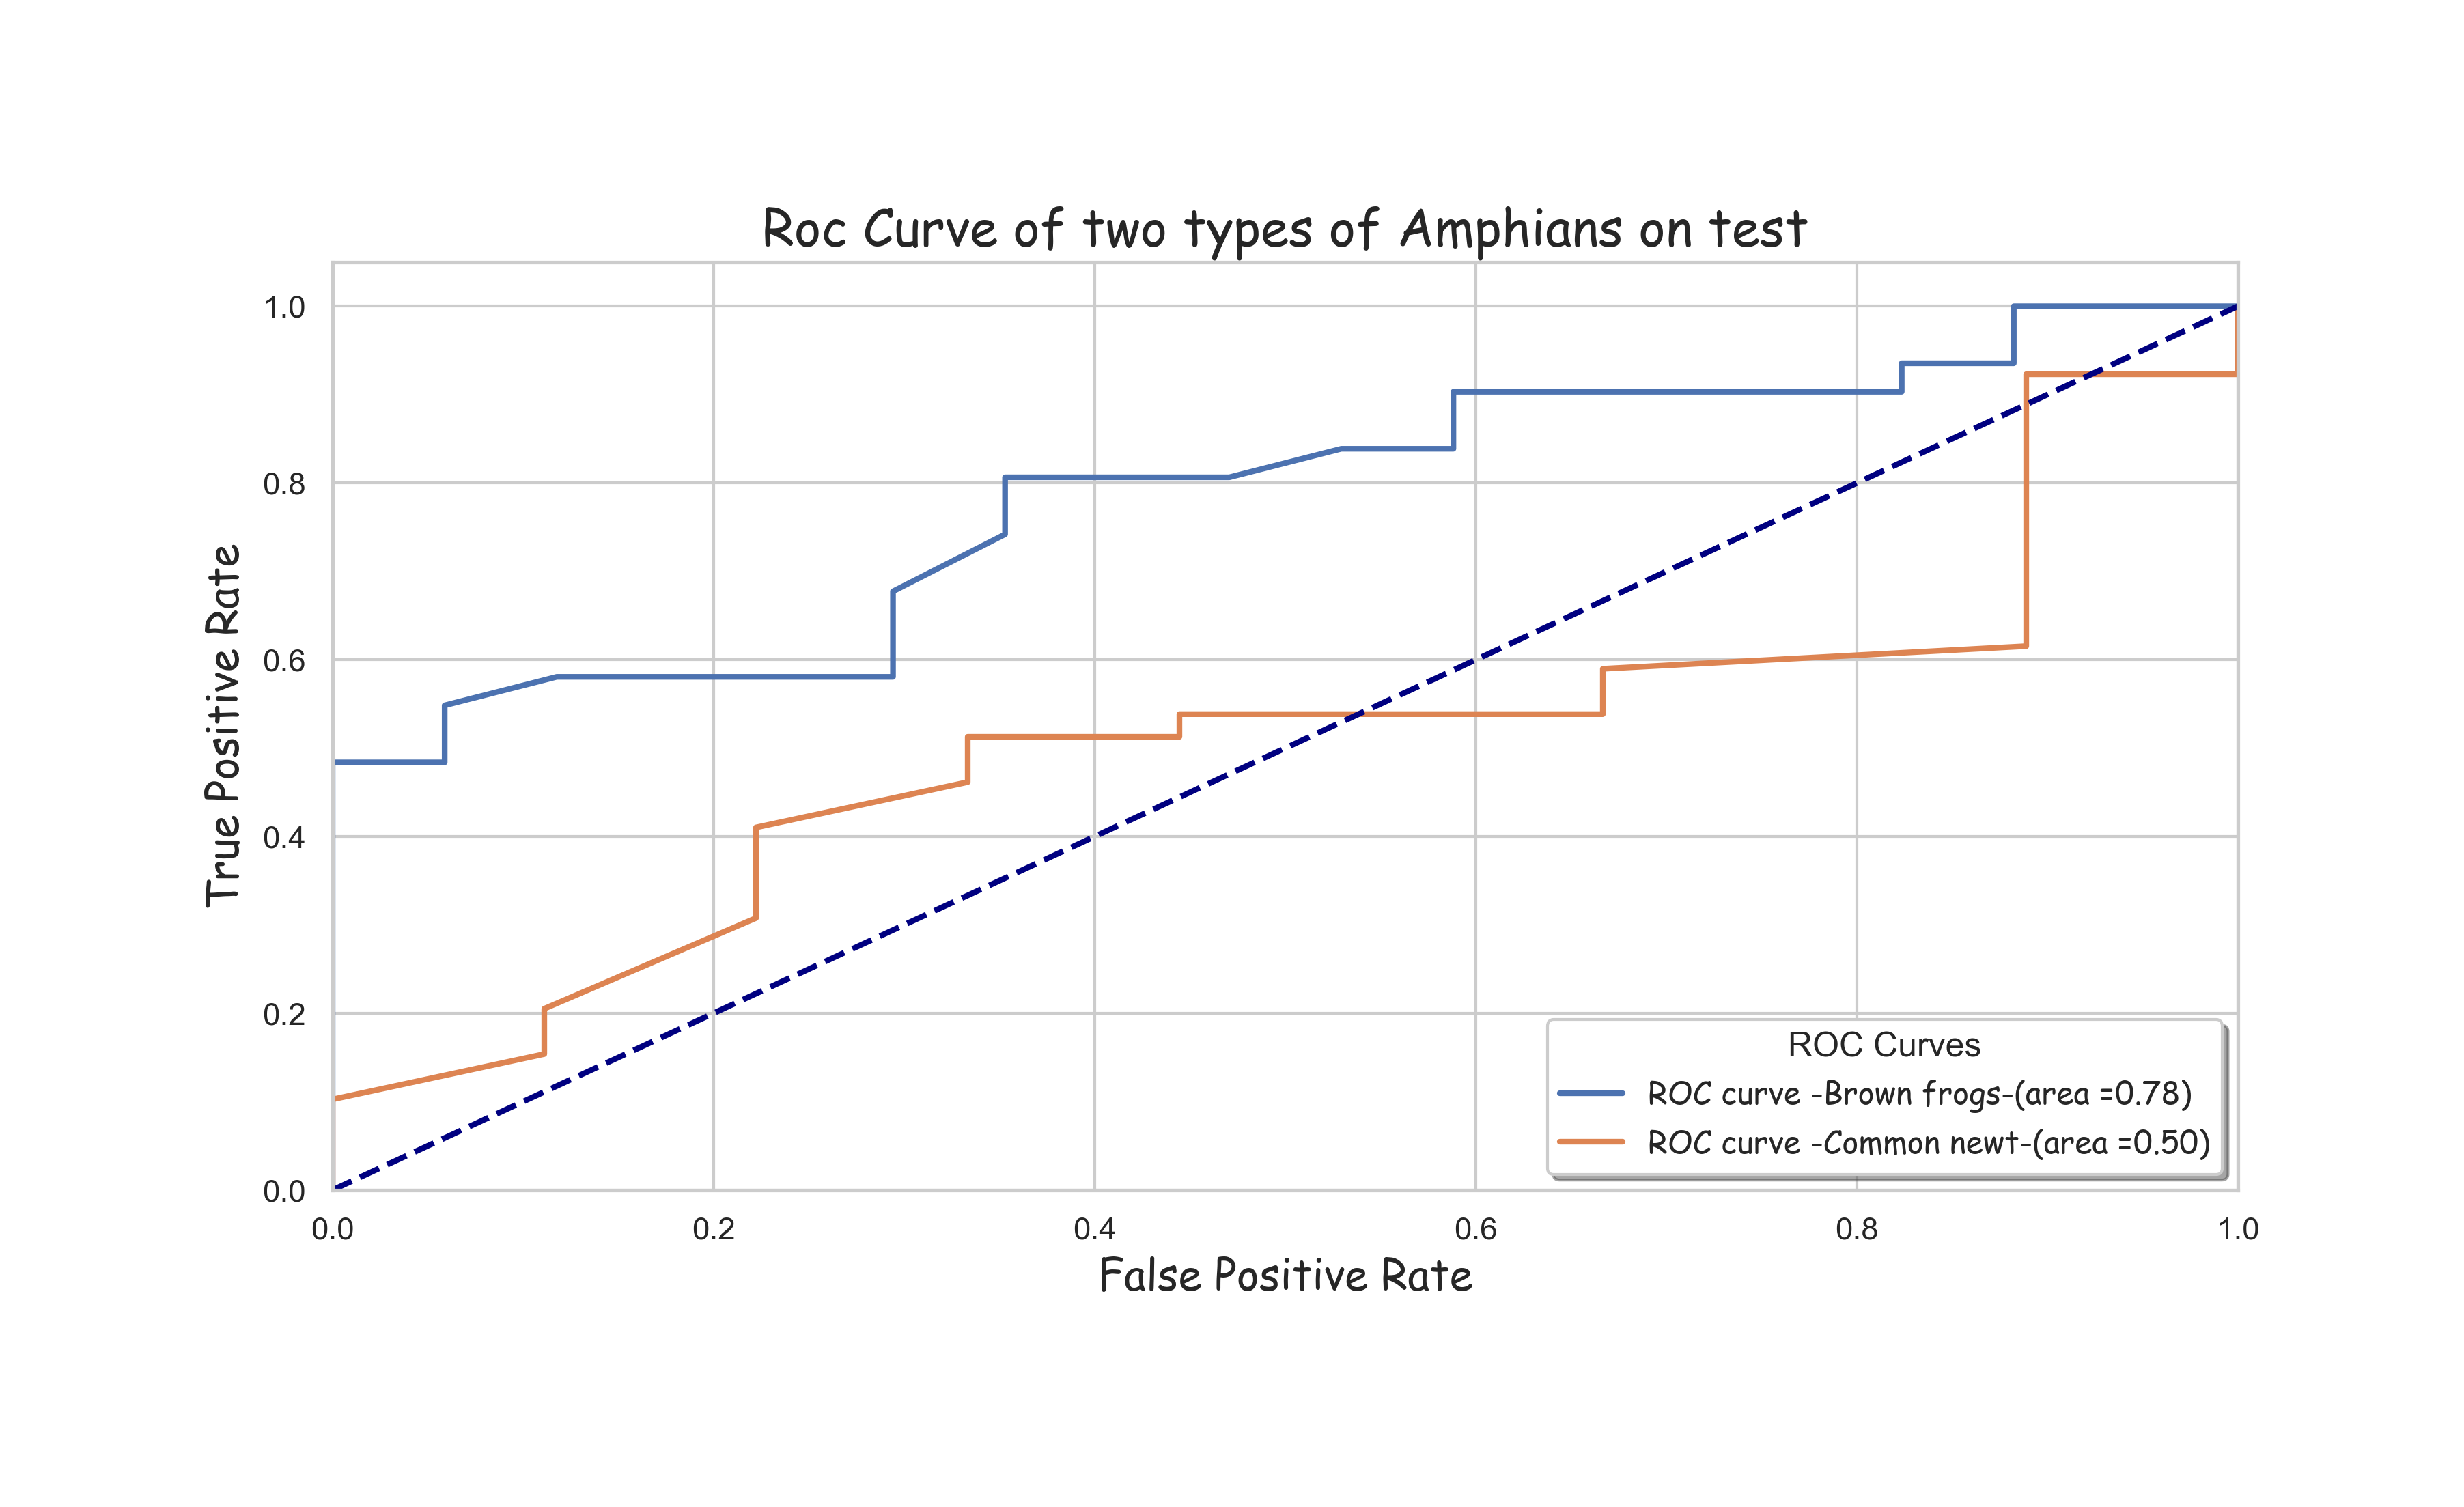 Roc Curve of two types of Amphians on test
True Positive Rate
1.0
0.8
0.6
0.4
0.2
0.0
0.0 0.2 0.4 0.6 0.8 1.0
False Positive Rate
ROC Curves
ROC curve -Brown frogs-(area =0.78)
ROC curve -Common newt-(area =0.50)